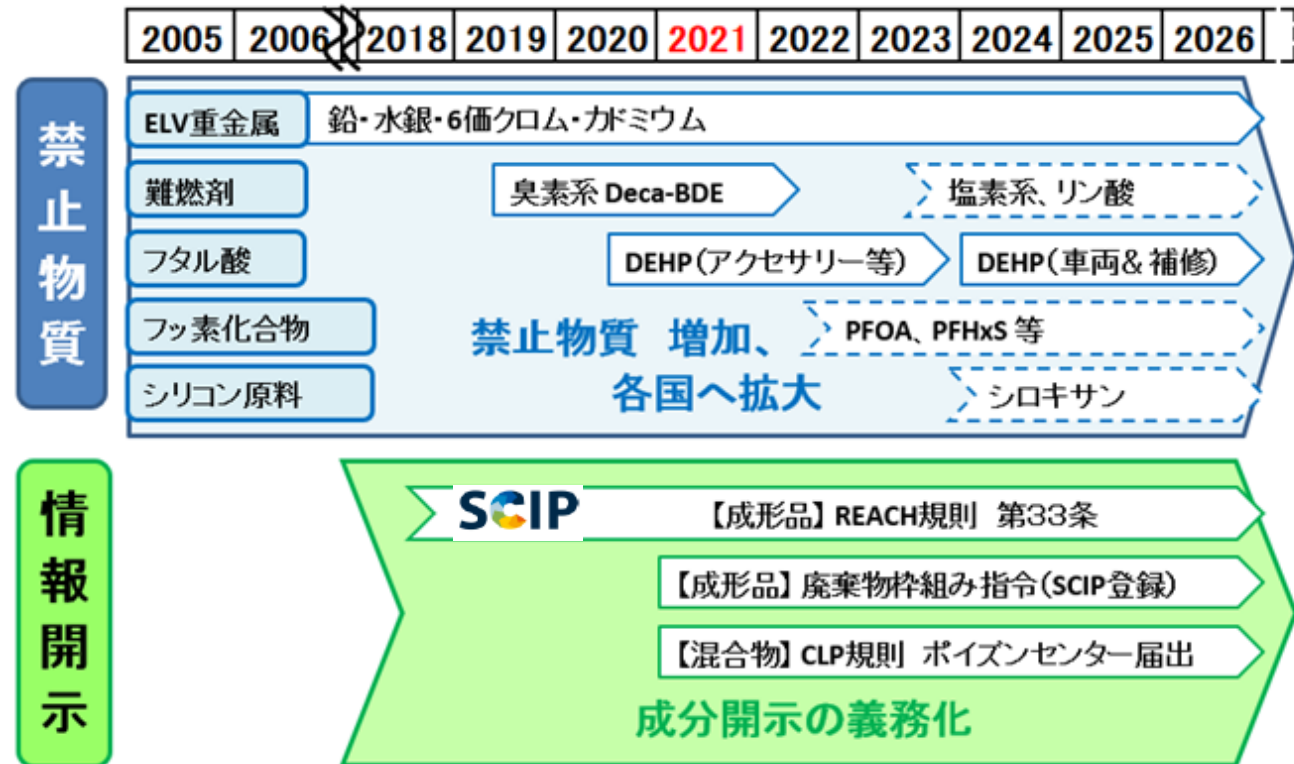 2005 2006 2018 2019 2020 2021 2022 2023 2024 2025 2026
禁止物質
ELV重金属 鉛・水銀・6価クロム・カドミウム
難燃剤 臭素系 Deca-BDE 塩素系、リン酸
フタル酸 DEHP(アクセサリー等) DEHP(車両&補修)
フッ素化合物 PFOA、PFHxS 等
シリコン原料 シロキサン
禁止物質 増加、
各国へ拡大
情報開示
SCIP 【成形品】REACH規則 第33条
【成形品】廃棄物枠組み指令(SCIP登録)
【混合物】CLP規則 ポイズンセンター届出
成分開示の義務化